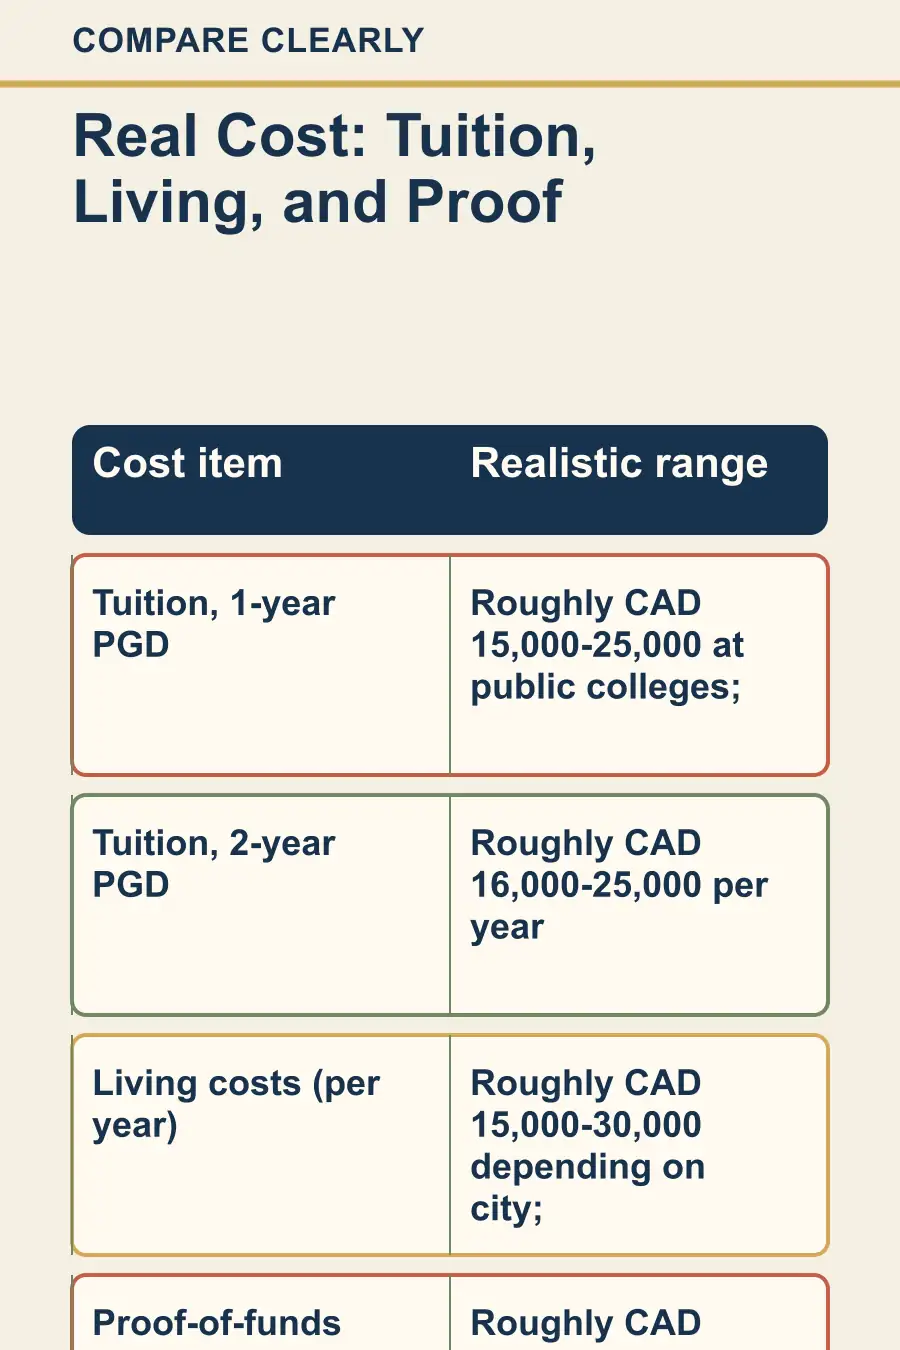 COMPARE CLEARLY
Real Cost: Tuition,
Living, and Proof
Cost item
Realistic range
Tuition, 1-year
PGD
Roughly CAD
15,000-25,000 at
public colleges;
Tuition, 2-year
PGD
Roughly CAD
16,000-25,000 per
year
Living costs (per
year)
Roughly CAD
15,000-30,000
depending on
city;
Proof-of-funds
Roughly CAD